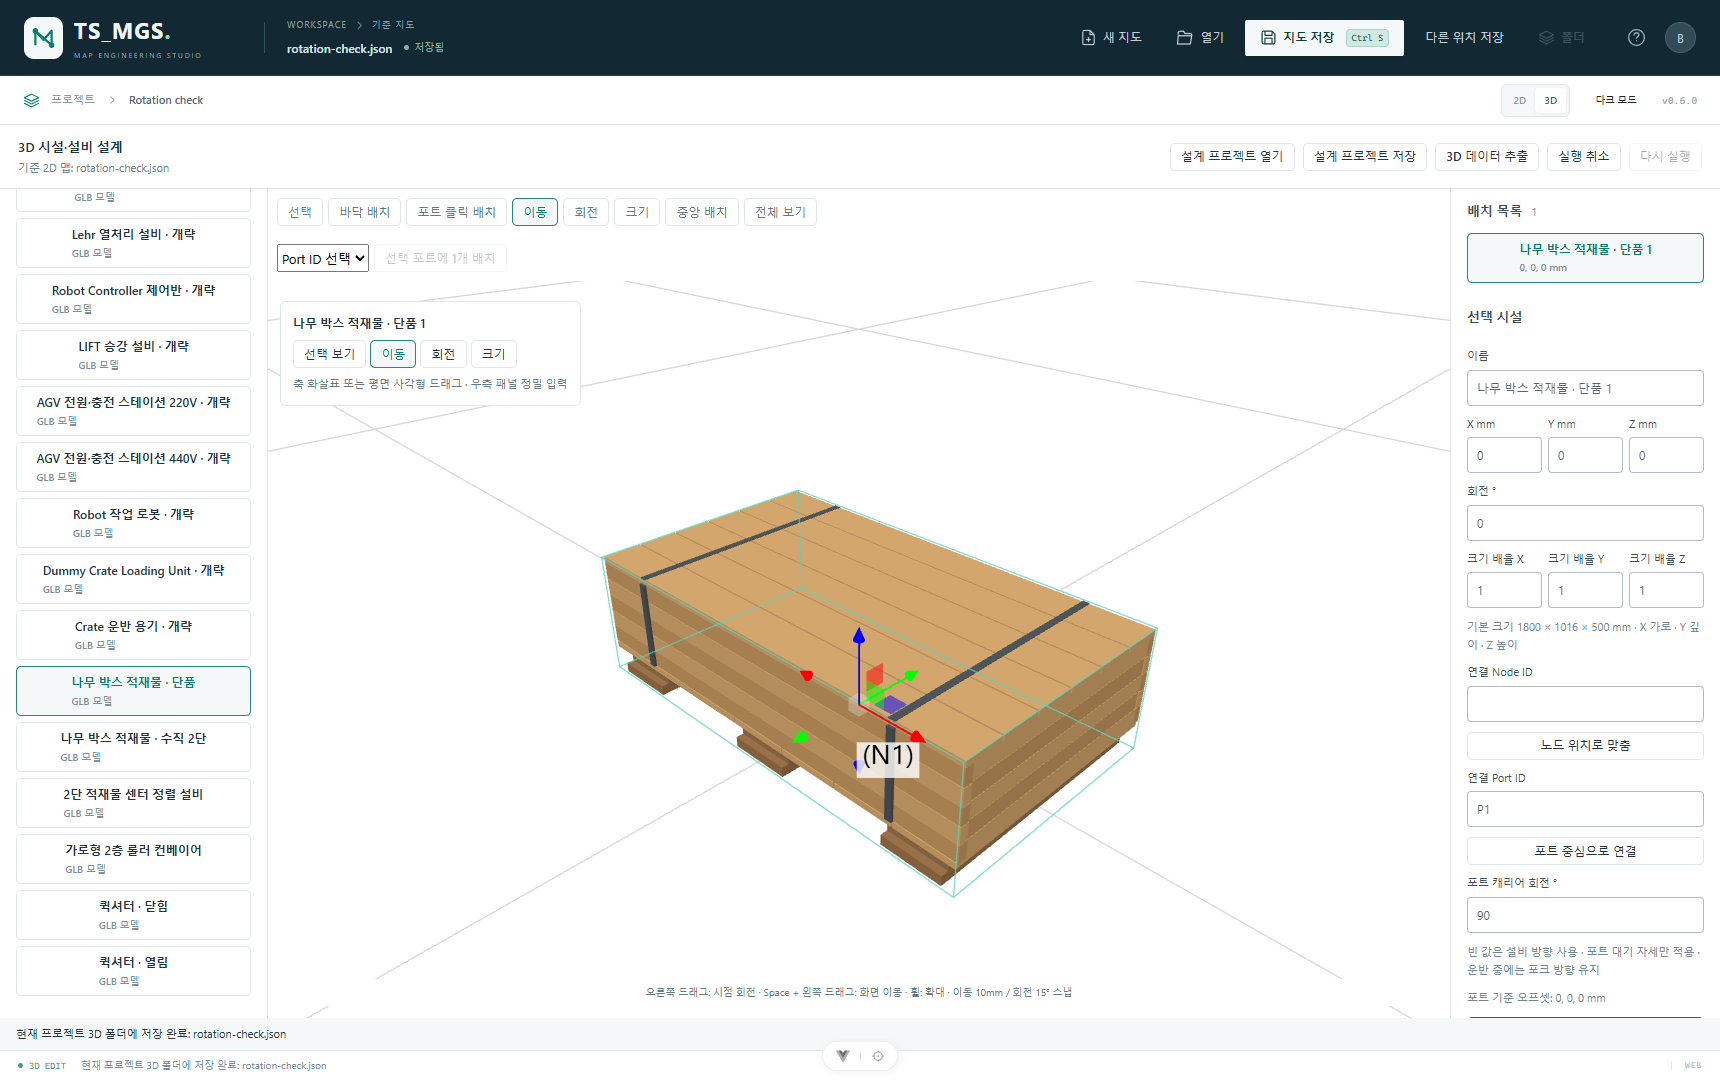 TS_MGS.
MAP ENGINEERING STUDIO
WORKSPACE > 기준 지도
rotation-check.json 저장됨
새 지도
열기
지도 저장 Ctrl S
다른 위치 저장
폴더
B
프로젝트 > Rotation check
2D 3D
다크 모드
v0.6.0
3D 시설·설비 설계
기준 2D 맵: rotation-check.json
설계 프로젝트 열기
설계 프로젝트 저장
3D 데이터 추출
실행 취소
다시 실행
GLB 모델
Lehr 열처리 설비 · 개략
GLB 모델
Robot Controller 제어반 · 개략
GLB 모델
LIFT 승강 설비 · 개략
GLB 모델
AGV 전원·충전 스테이션 220V · 개략
GLB 모델
AGV 전원·충전 스테이션 440V · 개략
GLB 모델
Robot 작업 로봇 · 개략
GLB 모델
Dummy Crate Loading Unit · 개략
GLB 모델
Crate 운반 용기 · 개략
GLB 모델
나무 박스 적재물 · 단품
GLB 모델
나무 박스 적재물 · 수직 2단
GLB 모델
2단 적재물 센터 정렬 설비
GLB 모델
가로형 2층 롤러 컨베이어
GLB 모델
퀵셔터 · 닫힘
GLB 모델
퀵셔터 · 열림
GLB 모델
선택
바닥 배치
포트 클릭 배치
이동
회전
크기
중앙 배치
전체 보기
Port ID 선택
선택 포트에 1개 배치
나무 박스 적재물 · 단품 1
선택 보기
이동
회전
크기
축 화살표 또는 평면 사각형 드래그 · 우측 패널 정밀 입력
(N1)
오른쪽 드래그: 시점 회전 · Space + 왼쪽 드래그: 화면 이동 · 휠: 확대 · 이동 10mm / 회전 15° 스냅
배치 목록 1
나무 박스 적재물 · 단품 1
0, 0, 0 mm
선택 시설
이름
나무 박스 적재물 · 단품 1
X mm Y mm Z mm
0 0 0
회전 °
0
크기 배율 X 크기 배율 Y 크기 배율 Z
1 1 1
기본 크기 1800 × 1016 × 500 mm · X 가로 · Y 깊
이 · Z 높이
연결 Node ID
노드 위치로 맞춤
연결 Port ID
P1
포트 중심으로 연결
포트 캐리어 회전 °
90
빈 값은 설비 방향 사용 · 포트 대기 자세만 적용 ·
운반 중에는 포크 방향 유지
포트 기준 오프셋: 0, 0, 0 mm
현재 프로젝트 3D 폴더에 저장 완료: rotation-check.json
3D EDIT 현재 프로젝트 3D 폴더에 저장 완료: rotation-check.json
WEB